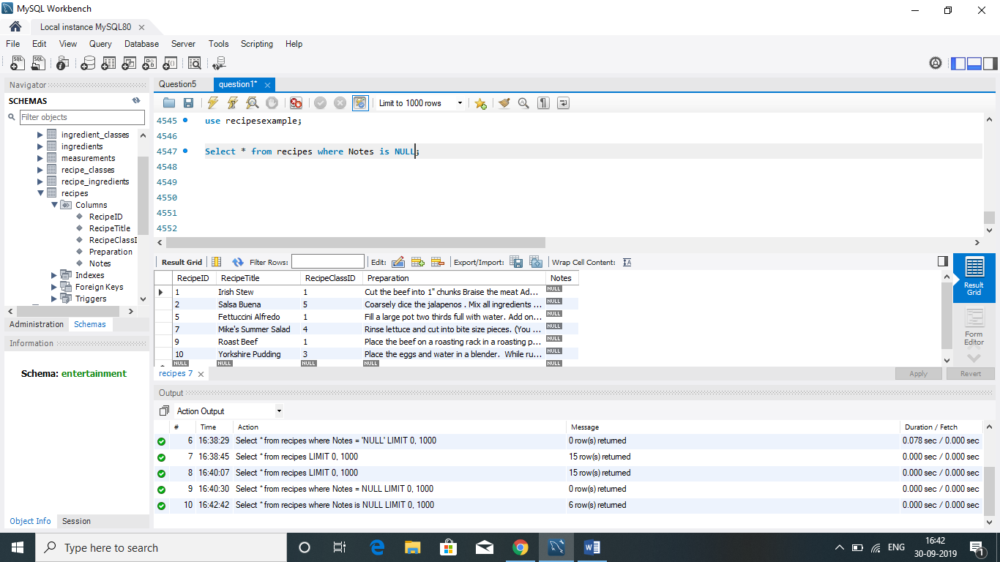 MySQL Workbench
Local instance MySQL80
File Edit View Query Database Server Tools Scripting Help
Navigator
SCHEMAS
Filter objects
ingredient_classes
ingredients
measurements
recipe_classes
recipe_ingredients
recipes
Columns
RecipeID
RecipeTitle
RecipeClassI
Preparation
Notes
Indexes
Foreign Keys
Triggers
Administration Schemas
Information
Schema: entertainment
Object Info Session
Question5 question1*
Limit to 1000 rows
4545 use recipesexample;
4546
4547 Select * from recipes where Notes is NULL;
4548
4549
4550
4551
4552
Result Grid Filter Rows: Edit: Export/Import: Wrap Cell Content: IA
RecipeID RecipeTitle RecipeClassID Preparation Notes
1 Irish Stew 1 Cut the beef into 1" chunks Braise the meat Ad... NULL
2 Salsa Buena 5 Coarsely dice the jalapenos . Mix all ingredients ... NULL
5 Fettuccini Alfredo 1 Fill a large pot two thirds full with water. Add on... NULL
7 Mike's Summer Salad 4 Rinse lettuce and cut into bite size pieces. (You ... NULL
9 Roast Beef 1 Place the beef on a roasting rack in a roasting p... NULL
10 Yorkshire Pudding 3 Place the eggs and water in a blender. While ru... NULL
NULL NULL NULL NULL NULL
Result Grid
Form Editor
recipes 7
Apply Revert
Output
Action Output
# Time Action Message Duration / Fetch
6 16:38:29 Select * from recipes where Notes = 'NULL' LIMIT 0, 1000 0 row(s) returned 0.078 sec / 0.000 sec
7 16:38:45 Select * from recipes LIMIT 0, 1000 15 row(s) returned 0.000 sec / 0.000 sec
8 16:40:07 Select * from recipes LIMIT 0, 1000 15 row(s) returned 0.000 sec / 0.000 sec
9 16:40:30 Select * from recipes where Notes = NULL LIMIT 0, 1000 0 row(s) returned 0.000 sec / 0.000 sec
10 16:42:42 Select * from recipes where Notes is NULL LIMIT 0, 1000 6 row(s) returned 0.000 sec / 0.000 sec
Type here to search
ENG
16:42
30-09-2019
1